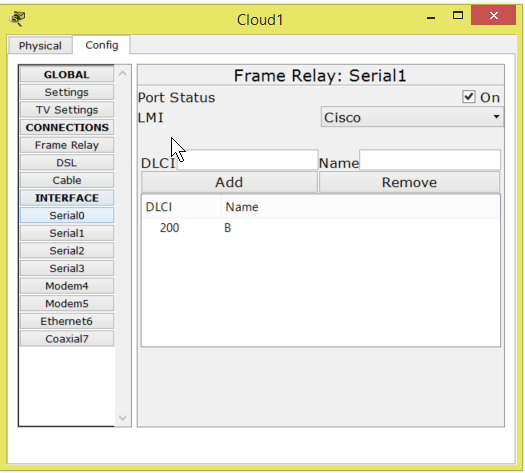 Cloud1
Physical Config
GLOBAL
Settings
TV Settings
CONNECTIONS
Frame Relay
DSL
Cable
INTERFACE
Serial0
Serial1
Serial2
Serial3
Modem4
Modem5
Ethernet6
Coaxial7
Frame Relay: Serial1
Port Status On
LMI Cisco
DLCI Name
Add Remove
DLCI Name
200 B